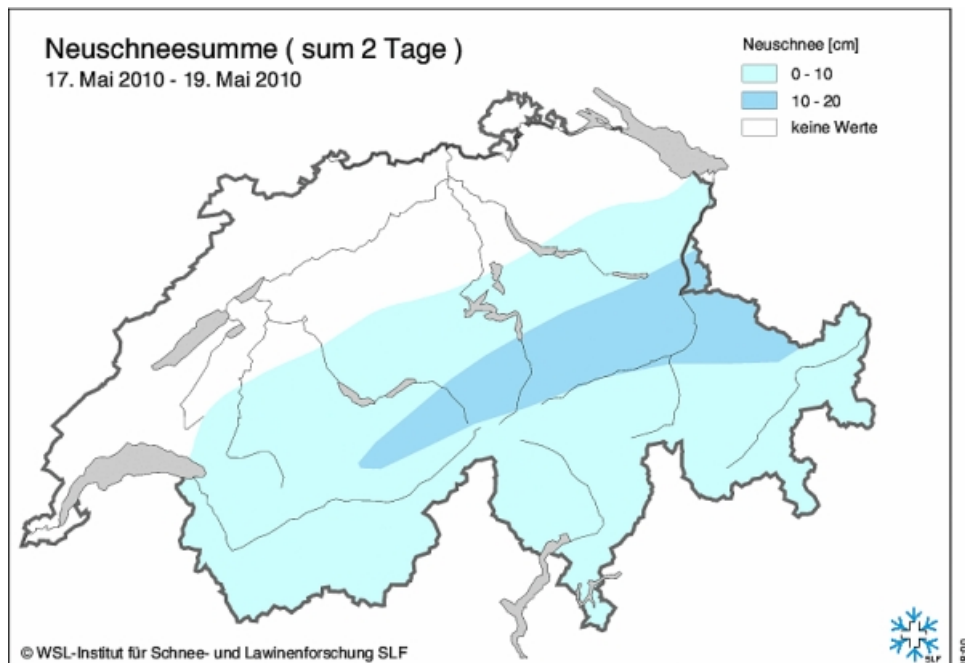 Neuschneesumme ( sum 2 Tage )
17. Mai 2010 - 19. Mai 2010
Neuschnee [cm]
0 - 10
10 - 20
keine Werte
© WSL-Institut für Schnee- und Lawinenforschung SLF
SLF